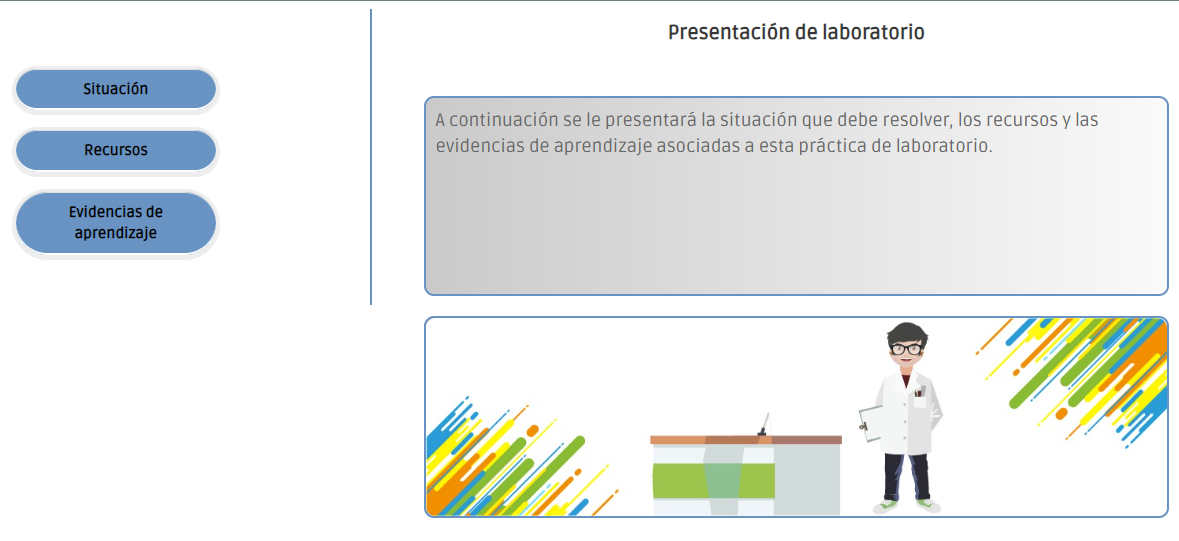 Presentación de laboratorio
Situación
Recursos
Evidencias de
aprendizaje
A continuación se le presentará la situación que debe resolver, los recursos y las
evidencias de aprendizaje asociadas a esta práctica de laboratorio.